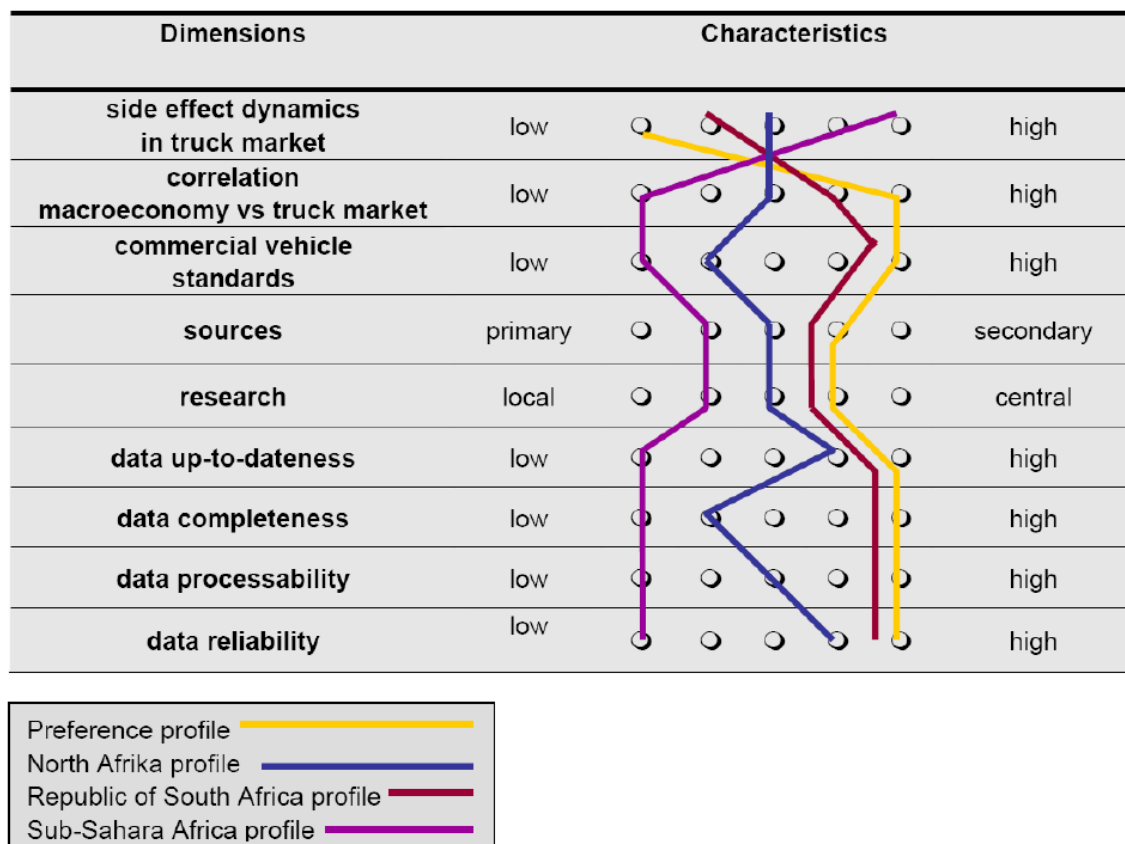 Dimensions Characteristics
side effect dynamics
in truck market
low high
correlation
macroeconomy vs truck market
low high
commercial vehicle
standards
low high
sources primary secondary
research local central
data up-to-dateness low high
data completeness low high
data processability low high
data reliability low high
Preference profile
North Afrika profile
Republic of South Africa profile
Sub-Sahara Africa profile